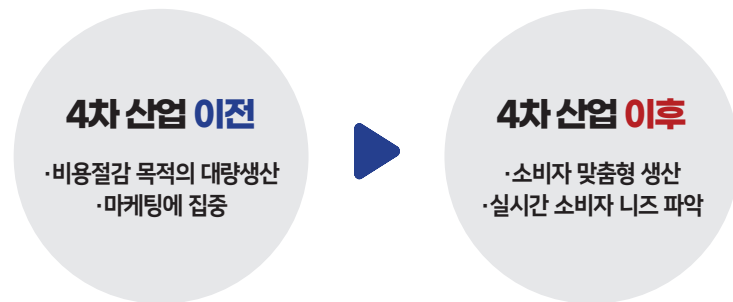 4차 산업 이전
·비용절감 목적의 대량생산
·마케팅에 집중
4차 산업 이후
·소비자 맞춤형 생산
·실시간 소비자 니즈 파악